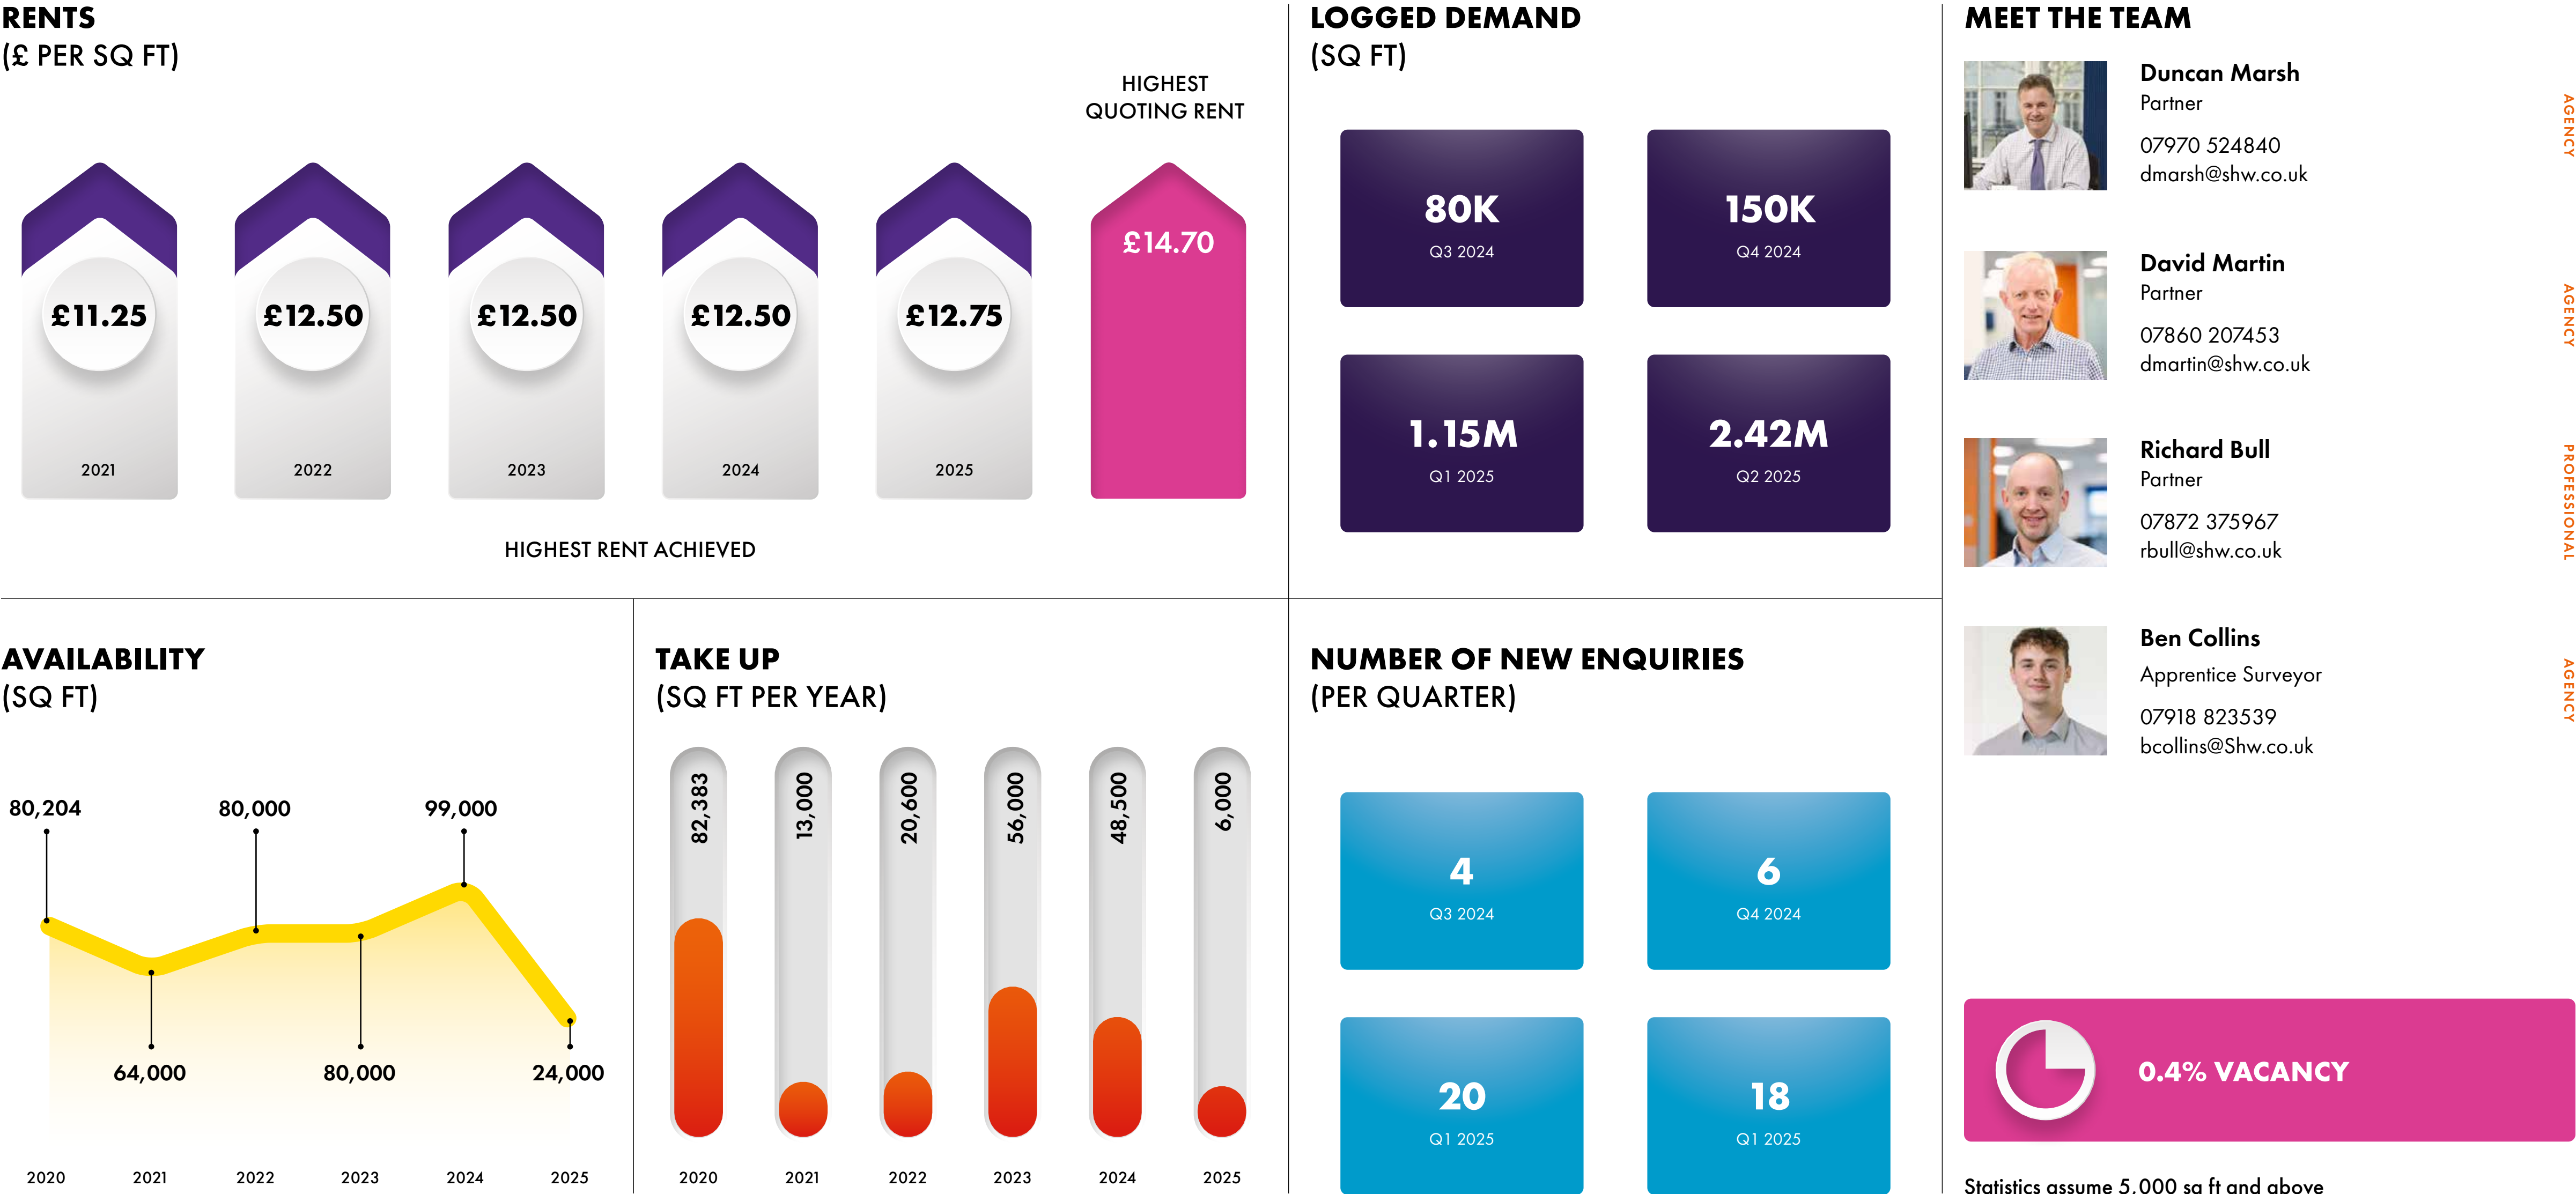 RENTS
(£ PER SQ FT)
HIGHEST
QUOTING RENT
£11.25
2021
£12.50
2022
£12.50
2023
£12.50
2024
£12.75
2025
£14.70
HIGHEST RENT ACHIEVED
LOGGED DEMAND
(SQ FT)
80K
Q3 2024
150K
Q4 2024
1.15M
Q1 2025
2.42M
Q2 2025
MEET THE TEAM
Duncan Marsh
Partner
07970 524840
dmarsh@shw.co.uk
AGENCY
David Martin
Partner
07860 207453
dmartin@shw.co.uk
AGENCY
Richard Bull
Partner
07872 375967
rbull@shw.co.uk
PROFESSIONAL
Ben Collins
Apprentice Surveyor
07918 823539
bcollins@Shw.co.uk
AGENCY
AVAILABILITY
(SQ FT)
80,204
80,000
99,000
64,000
80,000
24,000
2020
2021
2022
2023
2024
2025
TAKE UP
(SQ FT PER YEAR)
82,383
13,000
20,600
56,000
48,500
6,000
2020
2021
2022
2023
2024
2025
NUMBER OF NEW ENQUIRIES
(PER QUARTER)
4
Q3 2024
6
Q4 2024
20
Q1 2025
18
Q1 2025
0.4% VACANCY
Statistics assume 5,000 sq ft and above